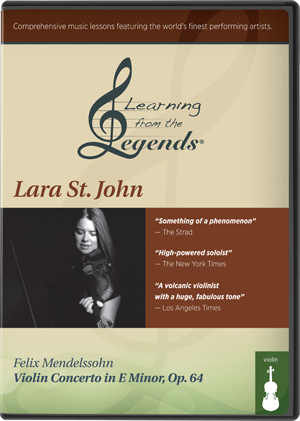 Comprehensive music lessons featuring the world's finest performing artists.
Learning
from the
Legends®
Lara St. John
"Something of a phenomenon"
— The Strad
"High-powered soloist"
— The New York Times
"A volcanic violinist
with a huge, fabulous tone"
— Los Angeles Times
Felix Mendelssohn
Violin Concerto in E Minor, Op. 64
violin